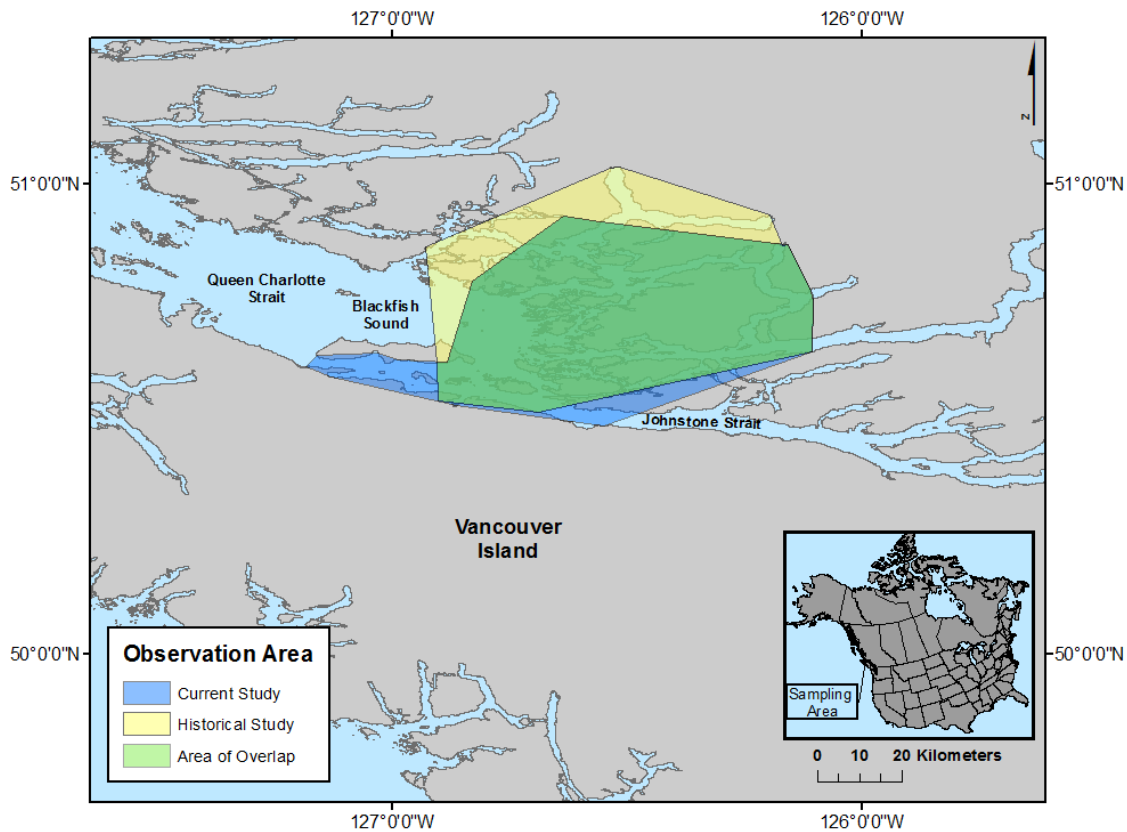 127°0'0"W
126°0'0"W
N
51°0'0"N
51°0'0"N
Queen Charlotte
Strait
Blackfish
Sound
Johnstone Strait
Vancouver
Island
50°0'0"N
50°0'0"N
Observation Area
Current Study
Historical Study
Area of Overlap
Sampling
Area
0 10 20 Kilometers
127°0'0"W
126°0'0"W